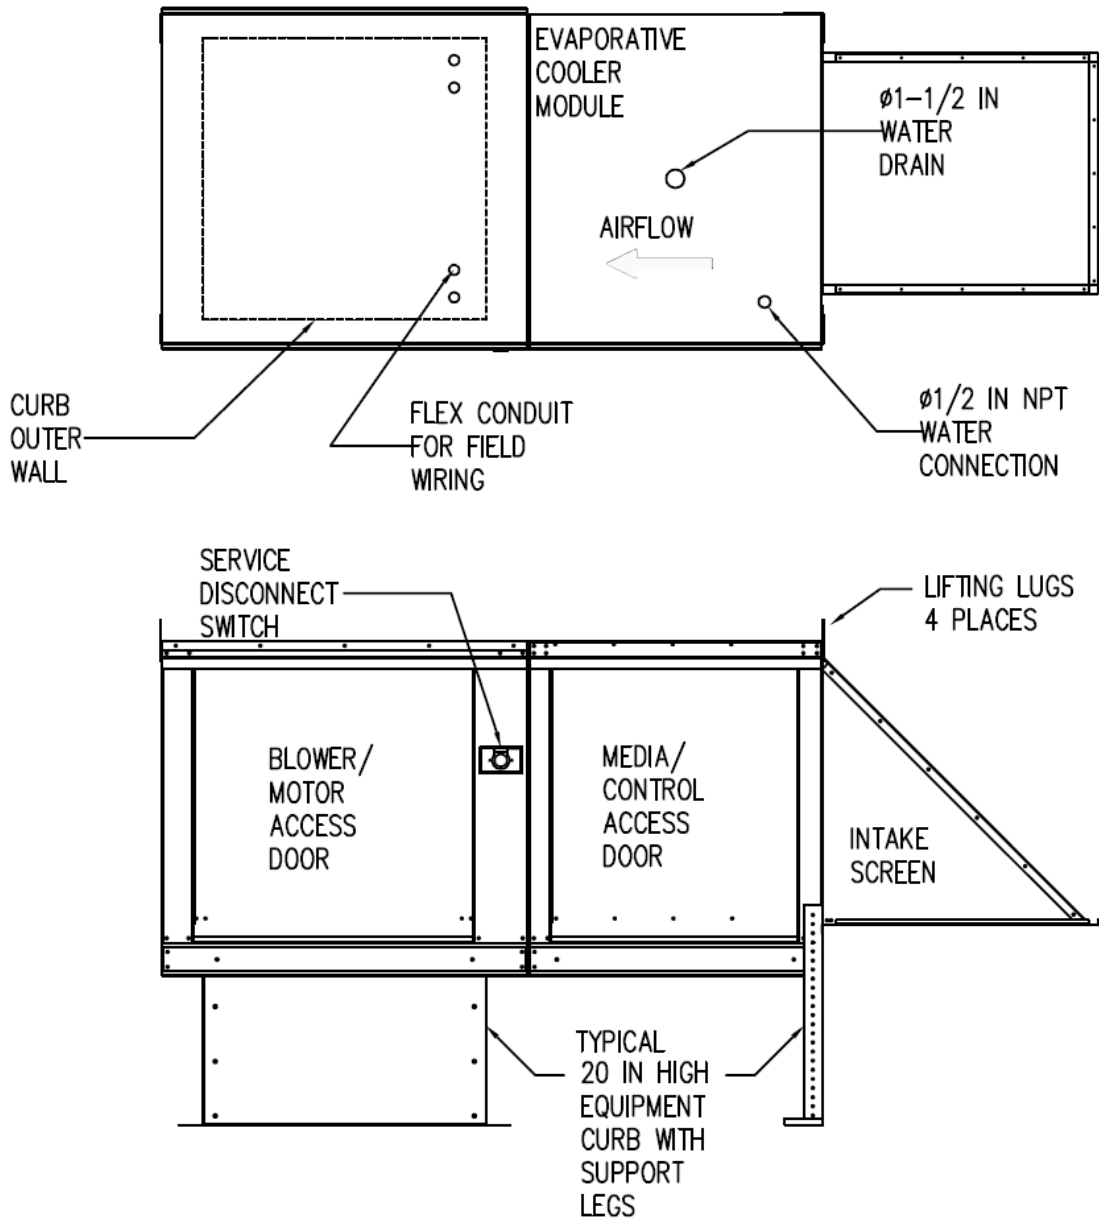 EVAPORATIVE
COOLER
MODULE
ø1-1/2 IN
WATER
DRAIN
AIRFLOW
CURB
OUTER
WALL
FLEX CONDUIT
FOR FIELD
WIRING
ø1/2 IN NPT
WATER
CONNECTION
SERVICE
DISCONNECT
SWITCH
LIFTING LUGS
4 PLACES
BLOWER/
MOTOR
ACCESS
DOOR
MEDIA/
CONTROL
ACCESS
DOOR
INTAKE
SCREEN
TYPICAL
20 IN HIGH
EQUIPMENT
CURB WITH
SUPPORT
LEGS